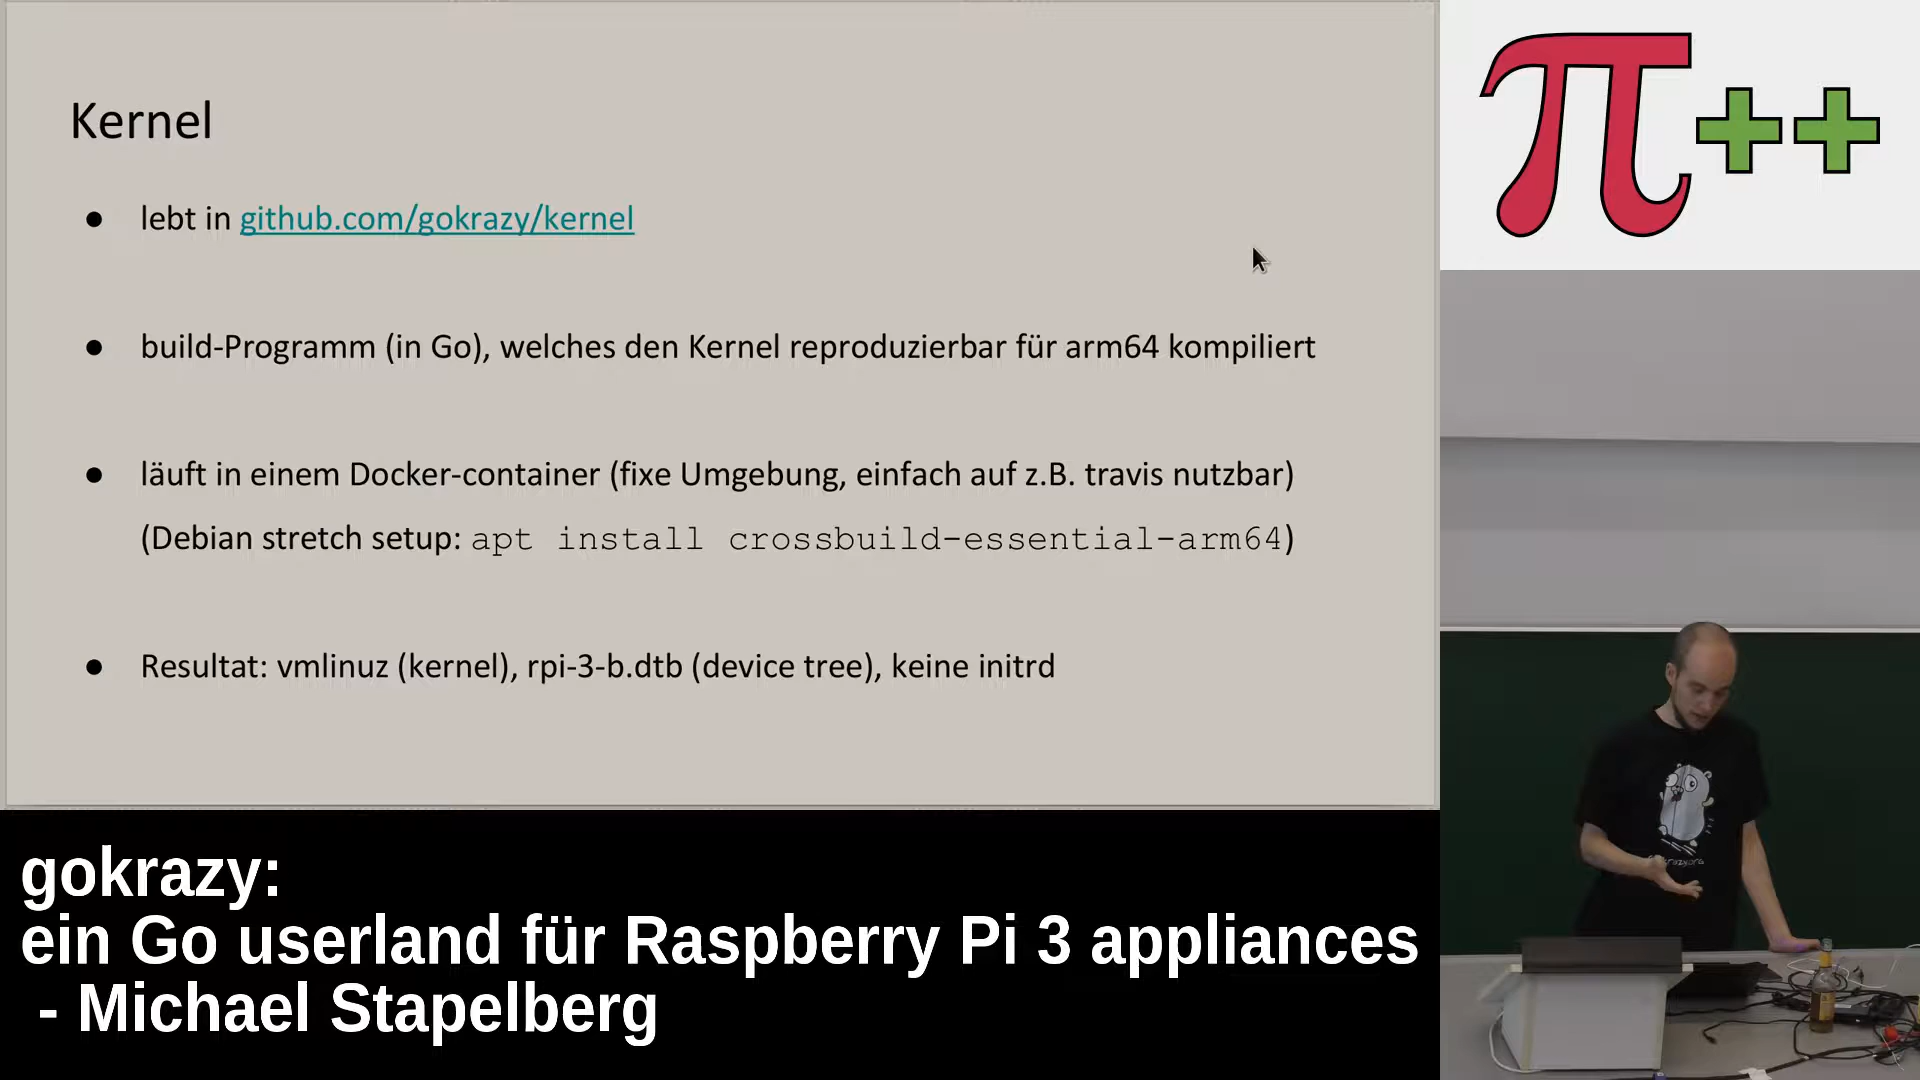 Kernel
● lebt in github.com/gokrazy/kernel
● build-Programm (in Go), welches den Kernel reproduzierbar für arm64 kompiliert
● läuft in einem Docker-container (fixe Umgebung, einfach auf z.B. travis nutzbar)
(Debian stretch setup: apt install crossbuild-essential-arm64)
● Resultat: vmlinuz (kernel), rpi-3-b.dtb (device tree), keine initrd
π++
gokrazy:
ein Go userland für Raspberry Pi 3 appliances
- Michael Stapelberg